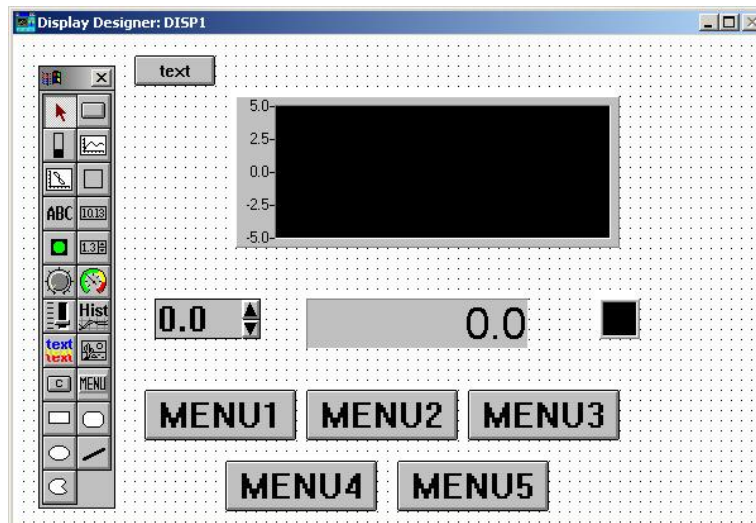 Display Designer: DISP1
text
5.0
2.5
0.0
-2.5
-5.0
ABC
10.13
1.3
Hist
text
text
C
MENU
0.0
0.0
MENU1 MENU2 MENU3
MENU4 MENU5